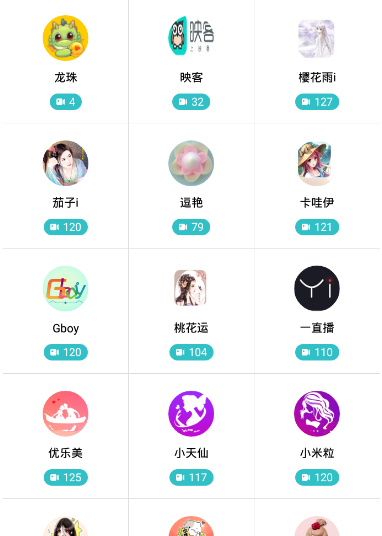 映客
龙珠
映客
樱花雨i
4
32
127
茄子i
逗艳
卡哇伊
120
79
121
Gboy
Yi
Gboy
桃花运
一直播
120
104
110
优乐美
小天仙
小米粒
125
117
120